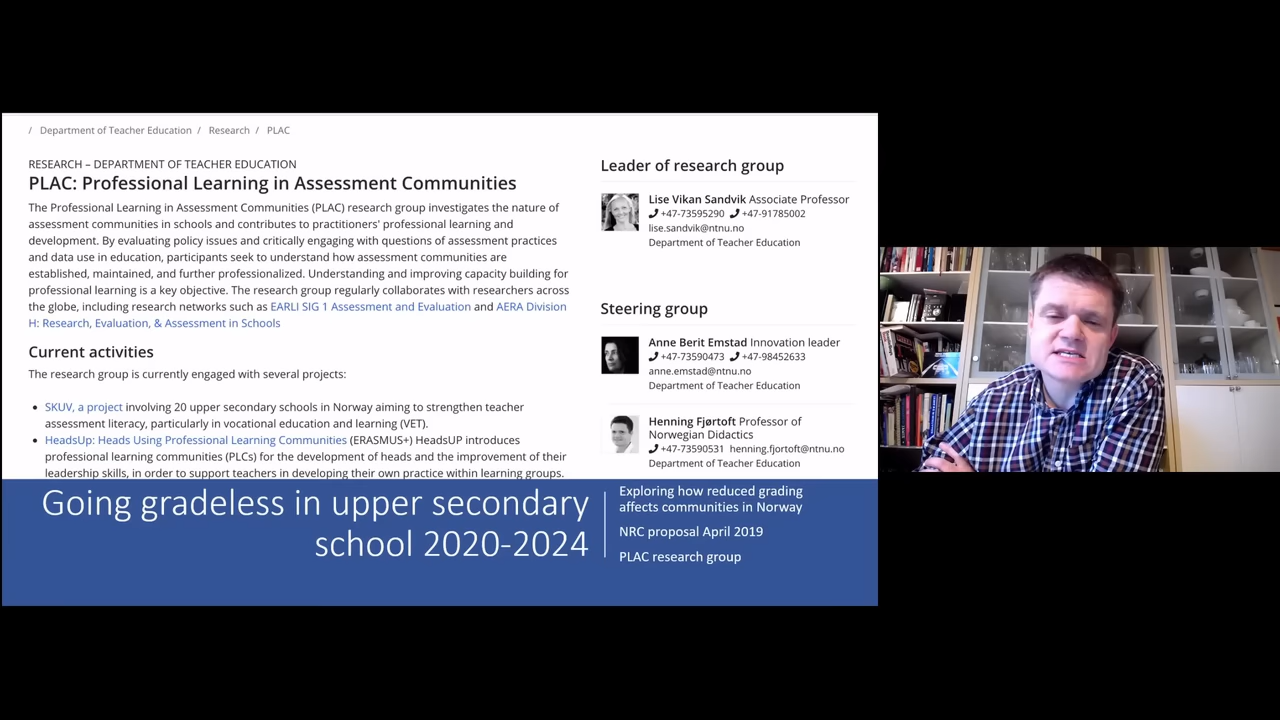 / Department of Teacher Education / Research / PLAC
RESEARCH – DEPARTMENT OF TEACHER EDUCATION
PLAC: Professional Learning in Assessment Communities
The Professional Learning in Assessment Communities (PLAC) research group investigates the nature of
assessment communities in schools and contributes to practitioners' professional learning and
development. By evaluating policy issues and critically engaging with questions of assessment practices
and data use in education, participants seek to understand how assessment communities are
established, maintained, and further professionalized. Understanding and improving capacity building for
professional learning is a key objective. The research group regularly collaborates with researchers across
the globe, including research networks such as EARLI SIG 1 Assessment and Evaluation and AERA Division
H: Research, Evaluation, & Assessment in Schools
Current activities
The research group is currently engaged with several projects:
• SKUV, a project involving 20 upper secondary schools in Norway aiming to strengthen teacher
assessment literacy, particularly in vocational education and learning (VET).
• HeadsUp: Heads Using Professional Learning Communities (ERASMUS+) HeadsUP introduces
professional learning communities (PLCs) for the development of heads and the improvement of their
leadership skills, in order to support teachers in developing their own practice within learning groups.
Leader of research group
Lise Vikan Sandvik Associate Professor
+47-73595290 +47-91785002
lise.sandvik@ntnu.no
Department of Teacher Education
Steering group
Anne Berit Emstad Innovation leader
+47-73590473 +47-98452633
anne.emstad@ntnu.no
Department of Teacher Education
Henning Fjørtoft Professor of
Norwegian Didactics
+47-73590531 henning.fjortoft@ntnu.no
Department of Teacher Education
Going gradeless in upper secondary
school 2020-2024
Exploring how reduced grading
affects communities in Norway
NRC proposal April 2019
PLAC research group